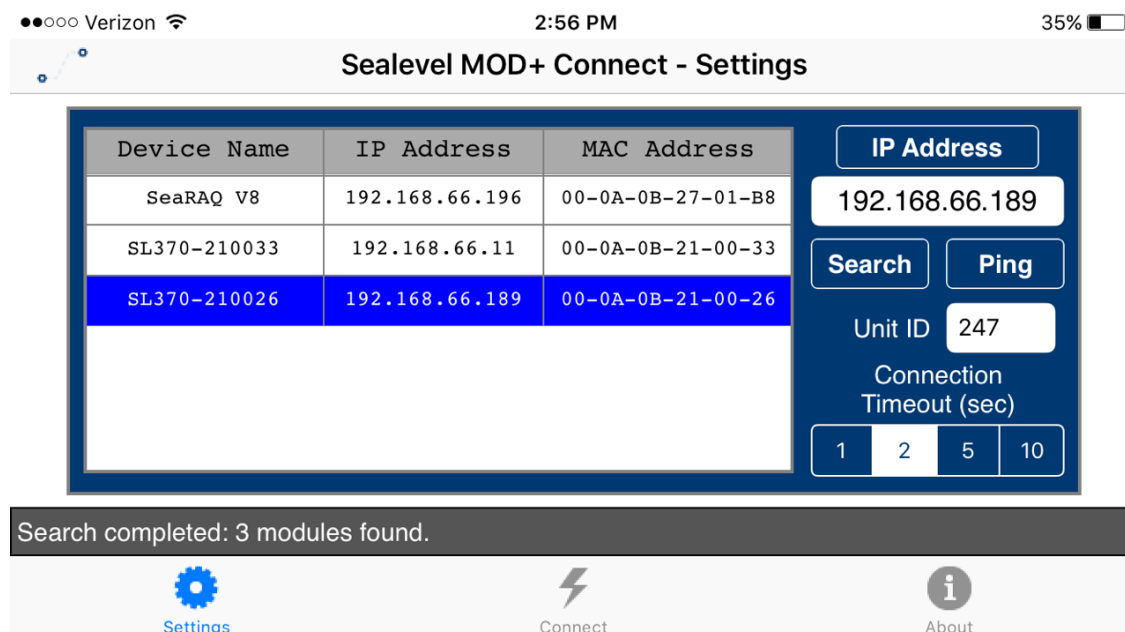 Verizon 2:56 PM 35%
Sealevel MOD+ Connect - Settings
Device Name IP Address MAC Address
SeaRAQ V8 192.168.66.196 00-0A-0B-27-01-B8
SL370-210033 192.168.66.11 00-0A-0B-21-00-33
SL370-210026 192.168.66.189 00-0A-0B-21-00-26
IP Address
192.168.66.189
Search Ping
Unit ID 247
Connection
Timeout (sec)
1 2 5 10
Search completed: 3 modules found.
Settings Connect About